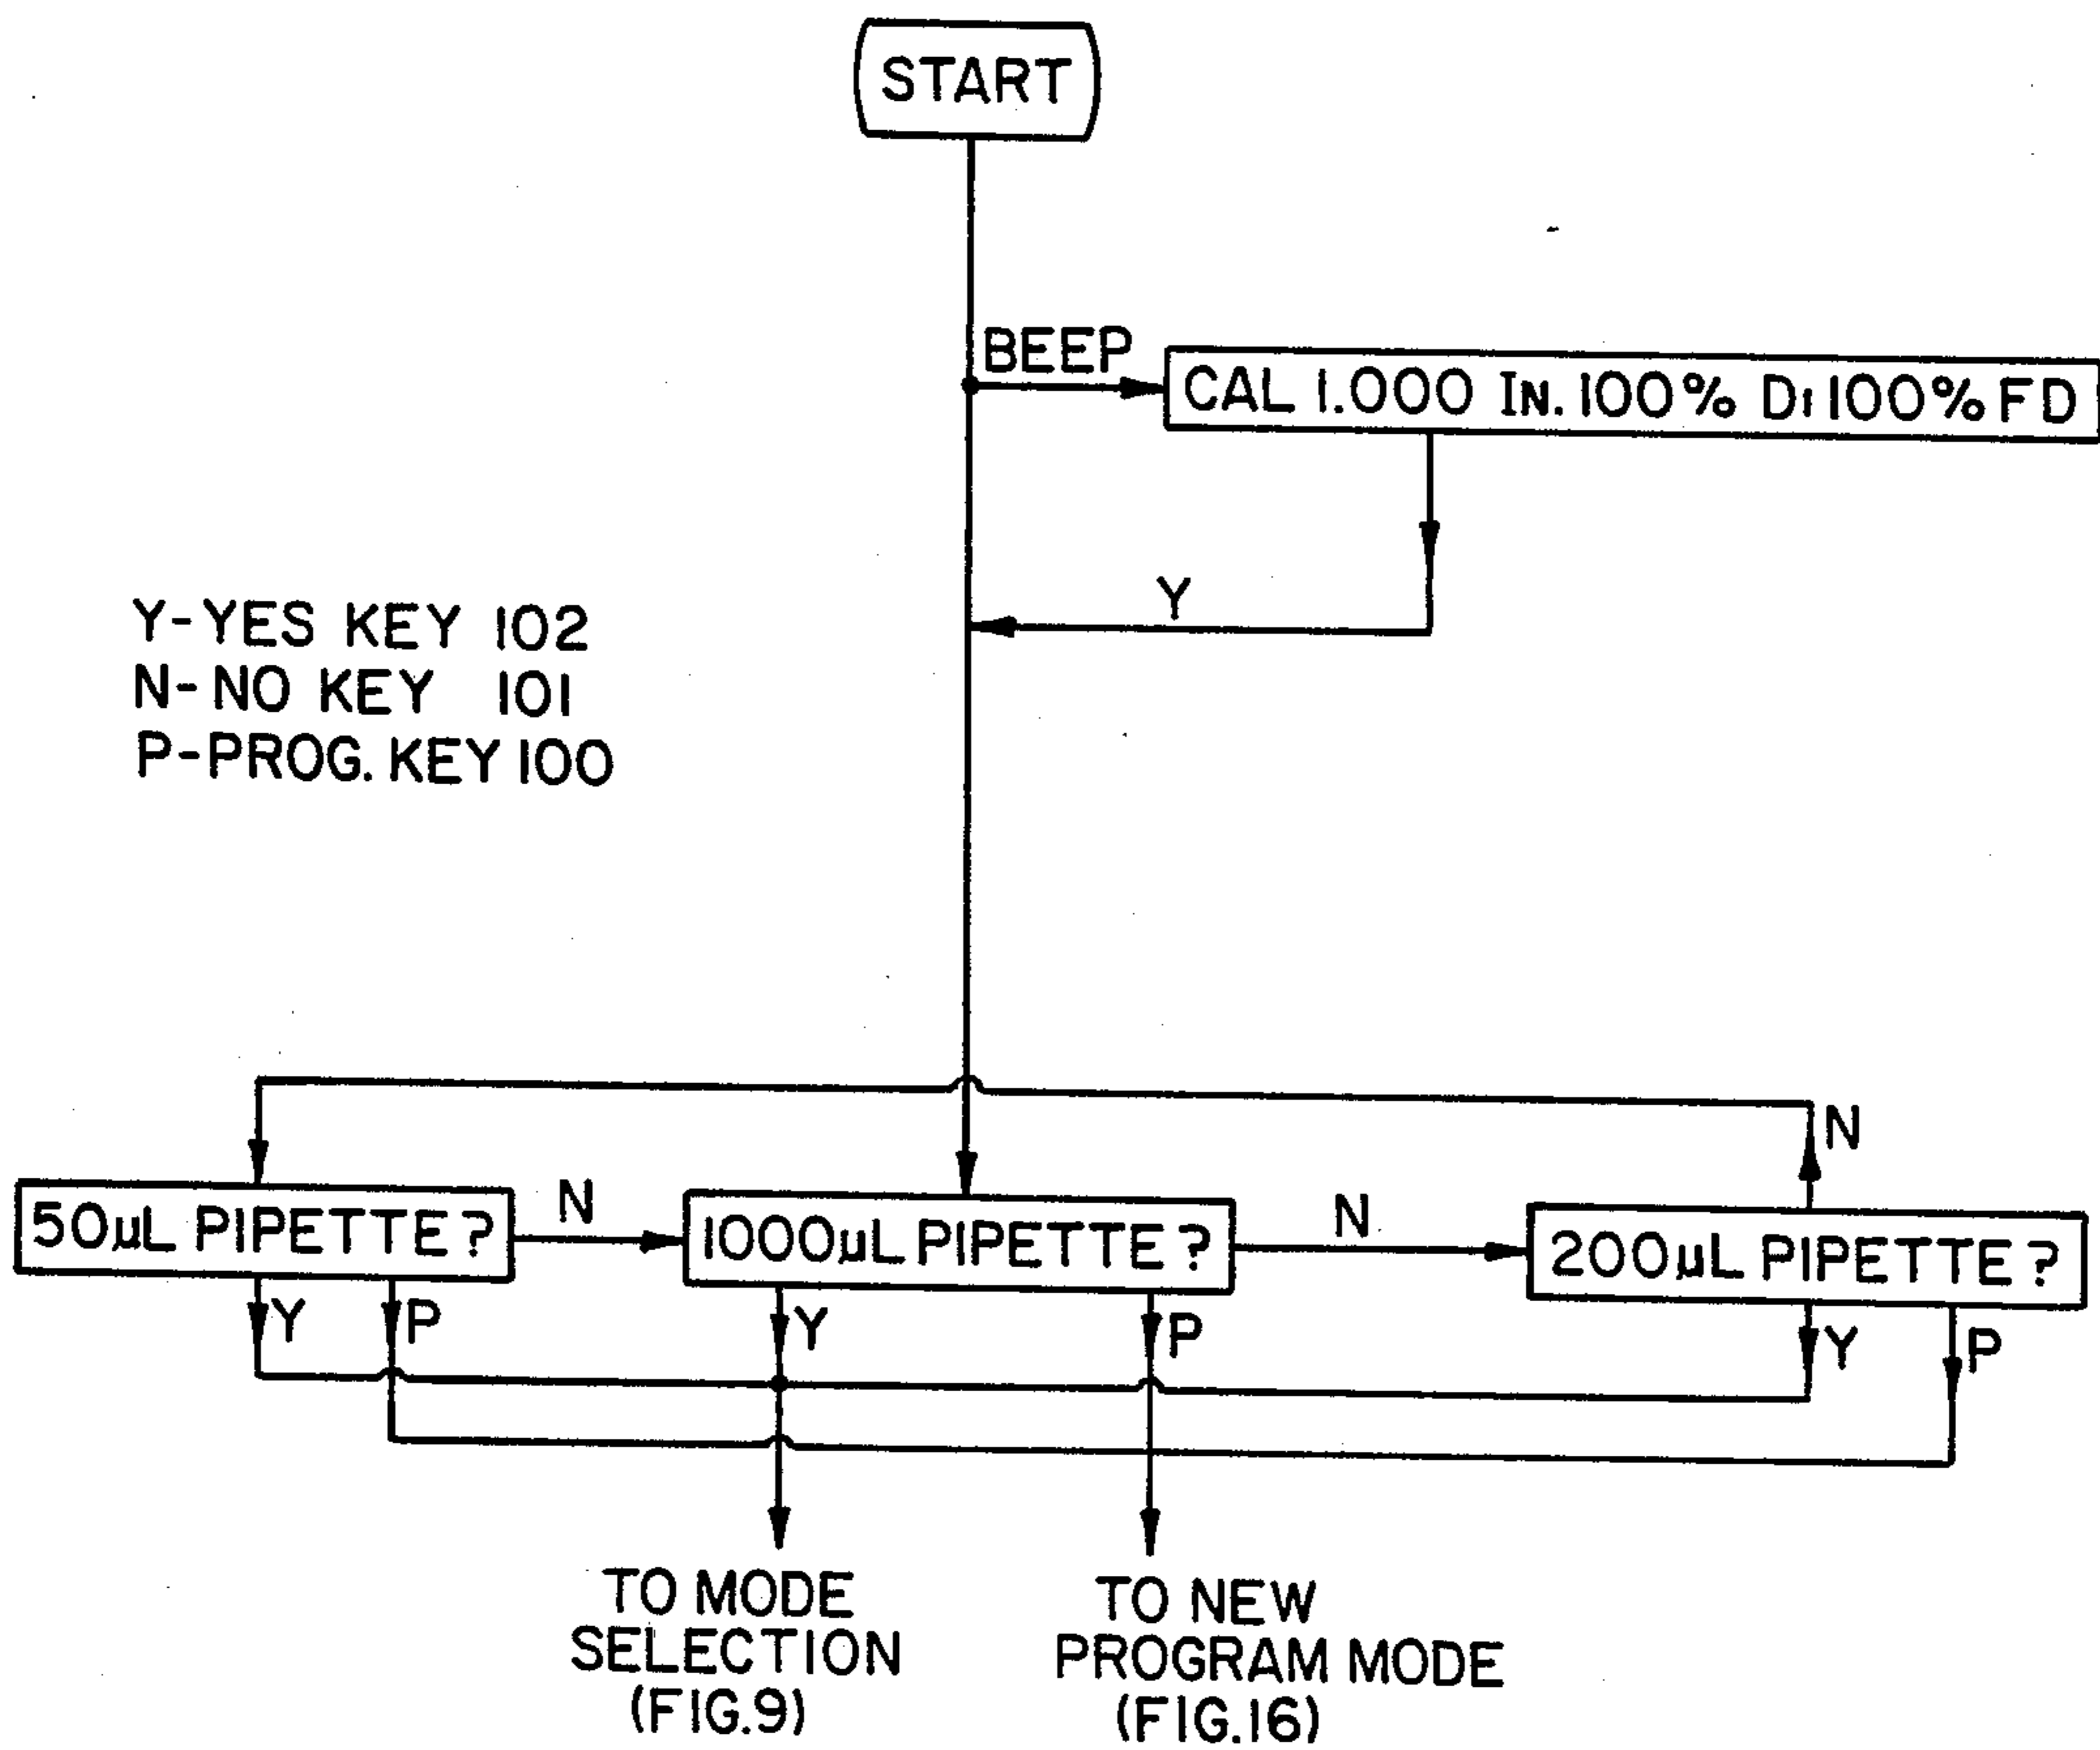 START
BEEP
CAL 1.000 IN. 100% DI 100% FD
Y
Y-YES KEY 102
N-NO KEY 101
P-PROG. KEY 100
N
50µL PIPETTE?
N
1000µL PIPETTE?
N
200µL PIPETTE?
Y
P
Y
P
Y
P
TO MODE
SELECTION
(FIG.9)
TO NEW
PROGRAM MODE
(FIG.16)